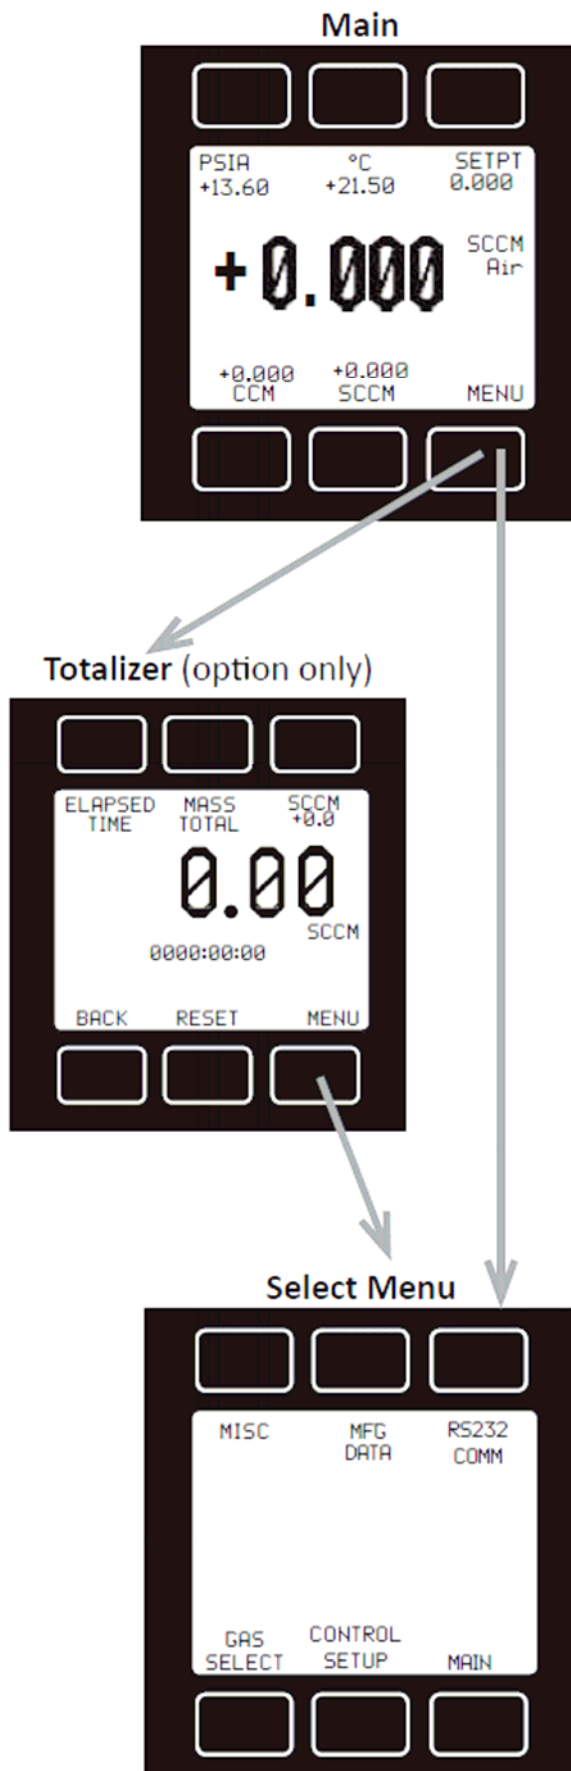 Main
PSIA °C SETPT
+13.60 +21.50 0.000
+0.000 SCCM
Air
+0.000 +0.000
CCM SCCM MENU
Totalizer (option only)
ELAPSED MASS SCCM
TIME TOTAL +0.0
0.00
SCCM
0000:00:00
BACK RESET MENU
Select Menu
MISC MFG RS232
DATA COMM
GAS CONTROL
SELECT SETUP MAIN